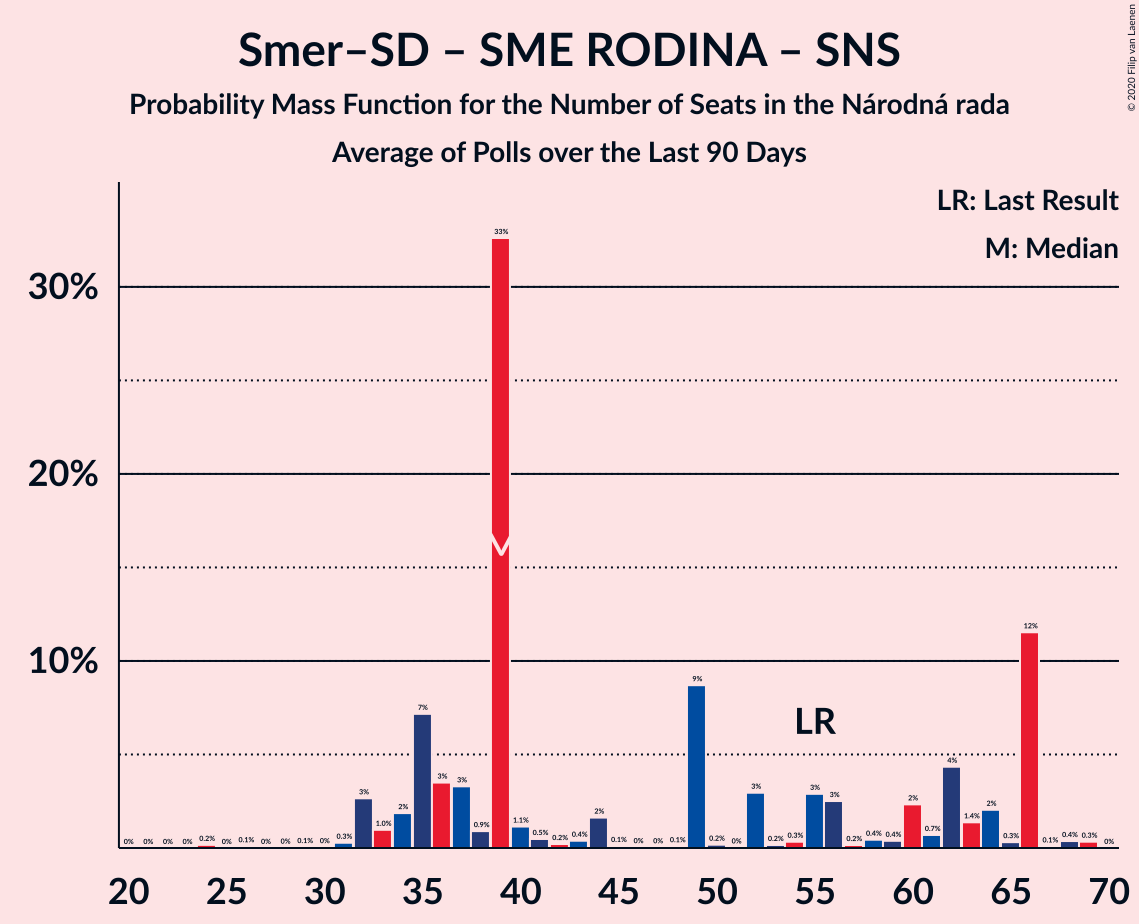 Smer–SD – SME RODINA – SNS
Probability Mass Function for the Number of Seats in the Národná rada
Average of Polls over the Last 90 Days
© 2020 Filip van Laenen
LR: Last Result
M: Median
30%
20%
10%
0% 0% 0% 0% 0.2% 0% 0.1% 0% 0% 0.1% 0% 0.3% 3% 1.0% 2% 7% 3% 3% 0.9% 33% 1.1% 0.5% 0.2% 0.4% 2% 0.1% 0% 0% 0.1% 9% 0.2% 0% 3% 0.2% 0.3% 3% 3% 0.2% 0.4% 0.4% 2% 0.7% 4% 1.4% 2% 0.3% 12% 0.1% 0.4% 0.3% 0%
LR
20 25 30 35 40 45 50 55 60 65 70